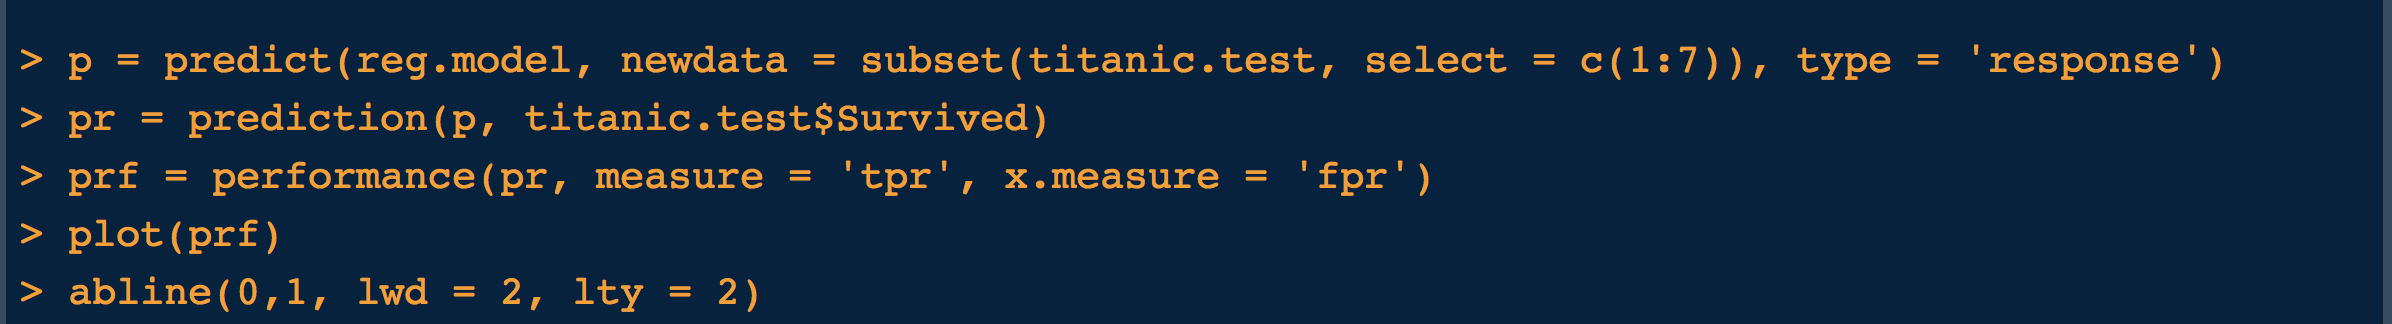 > p = predict(reg.model, newdata = subset(titanic.test, select = c(1:7)), type = 'response')
> pr = prediction(p, titanic.test$Survived)
> prf = performance(pr, measure = 'tpr', x.measure = 'fpr')
> plot(prf)
> abline(0,1, lwd = 2, lty = 2)